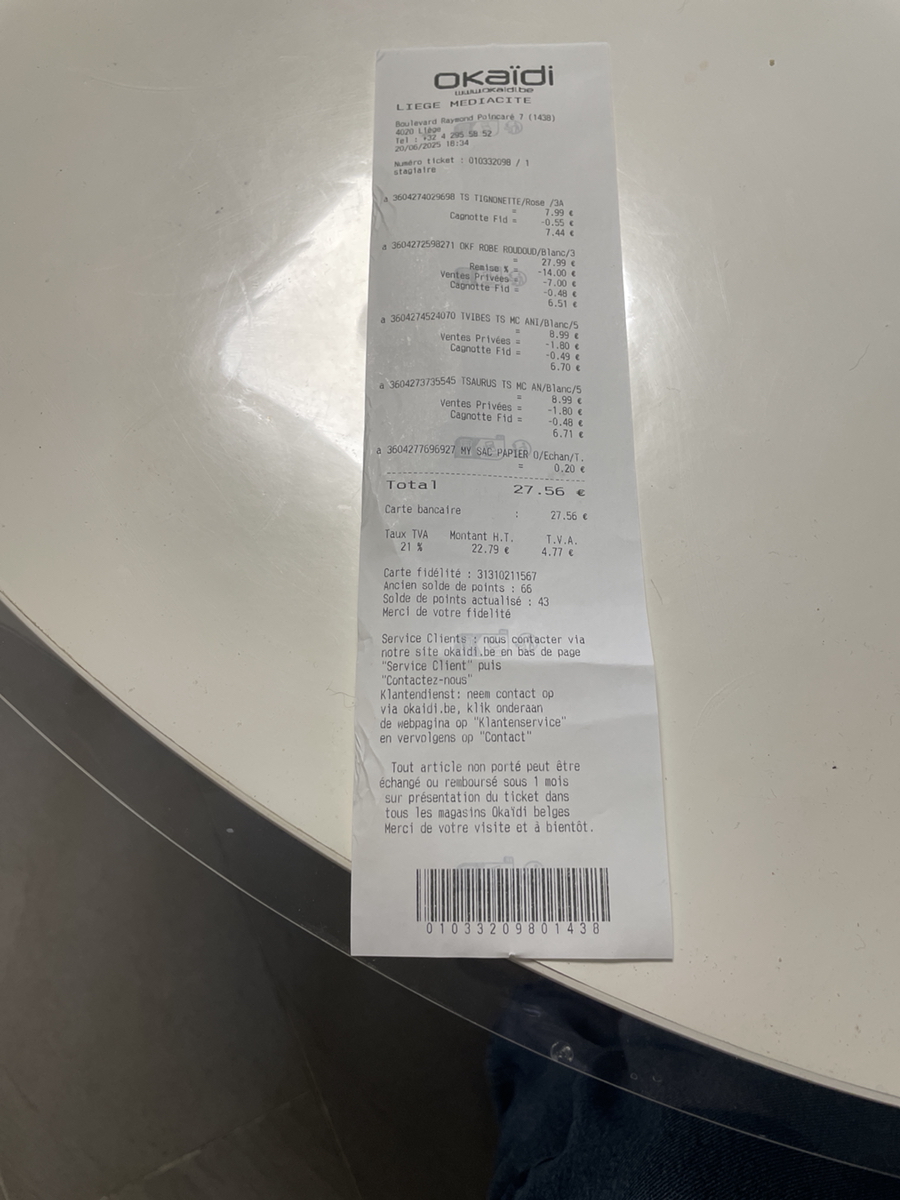 OKaïdi
www.okaidi.be
LIEGE MEDIACITE
Boulevard Raymond Poincaré 7 (1438)
4020 Liège
Tel : +32 4 295 58 52
20/06/2025 16:34
Numéro ticket : 010332098 / 1
stagiaire
a 3604274029698 TS TIGNONETTE/Rose /3A
= 7.99 €
Cagnotte Fid = -0.55 €
7.44 €
a 3604272598271 OKF ROBE ROUDOUD/Blanc/3
= 27.99 €
Remise % = -14.00 €
Ventes Privées = -7.00 €
Cagnotte Fid = -0.48 €
6.51 €
a 3604274524070 TVIBES TS MC ANI/Blanc/5
= 8.99 €
Ventes Privées = -1.80 €
Cagnotte Fid = -0.49 €
6.70 €
a 3604273735545 TSAURUS TS MC AN/Blanc/5
= 8.99 €
Ventes Privées = -1.80 €
Cagnotte Fid = -0.48 €
6.71 €
a 3604277696927 MY SAC PAPIER O/Echan/T.
= 0.20 €
Total 27.56 €
Carte bancaire : 27.56 €
Taux TVA Montant H.T. T.V.A.
21 % 22.79 € 4.77 €
Carte fidélité : 31310211567
Ancien solde de points : 66
Solde de points actualisé : 43
Merci de votre fidelité
Service Clients : nous contacter via
notre site okaidi.be en bas de page
"Service Client" puis
"Contactez-nous"
Klantendienst: neem contact op
via okaidi.be, klik onderaan
de webpagina op "Klantenservice"
en vervolgens op "Contact"
Tout article non porté peut être
échangé ou remboursé sous 1 mois
sur présentation du ticket dans
tous les magasins Okaïdi belges
Merci de votre visite et à bientôt.
01033209801438